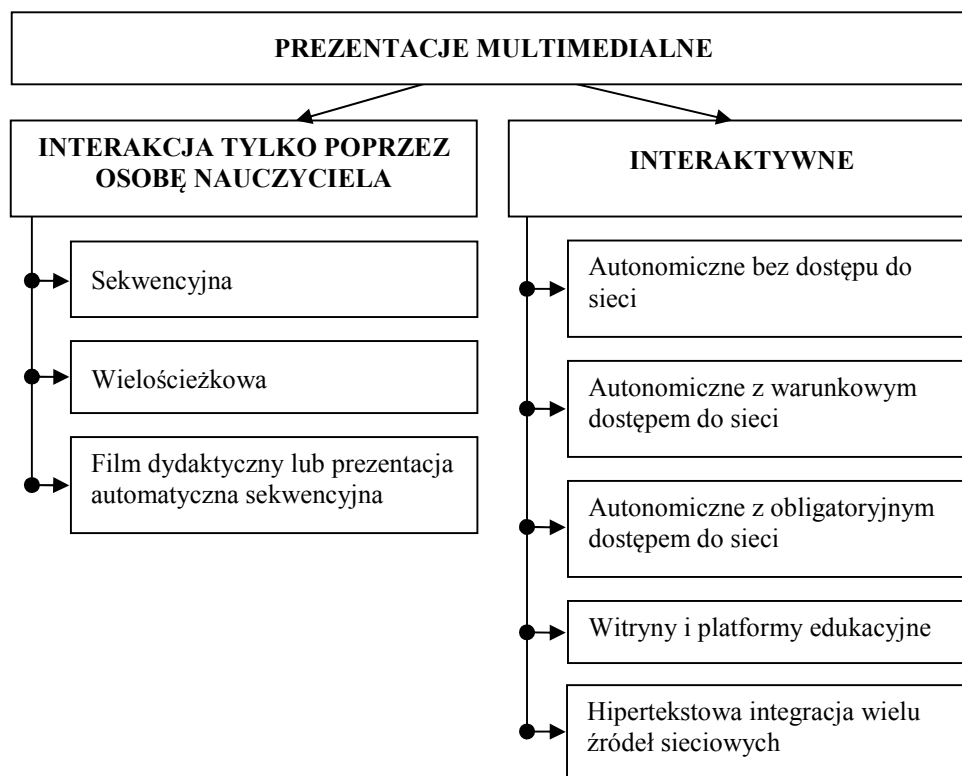 PREZENTACJE MULTIMEDIALNE
INTERAKCJA TYLKO POPRZEZ
OSOBĘ NAUCZYCIELA
Sekwencyjna
Wielościeżkowa
Film dydaktyczny lub prezentacja
automatyczna sekwencyjna
INTERAKTYWNE
Autonomiczne bez dostępu do
sieci
Autonomiczne z warunkowym
dostępem do sieci
Autonomiczne z obligatoryjnym
dostępem do sieci
Witryny i platformy edukacyjne
Hipertekstowa integracja wielu
źródeł sieciowych